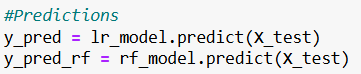 #Predictions
y_pred = lr_model.predict(X_test)
y_pred_rf = rf_model.predict(X_test)